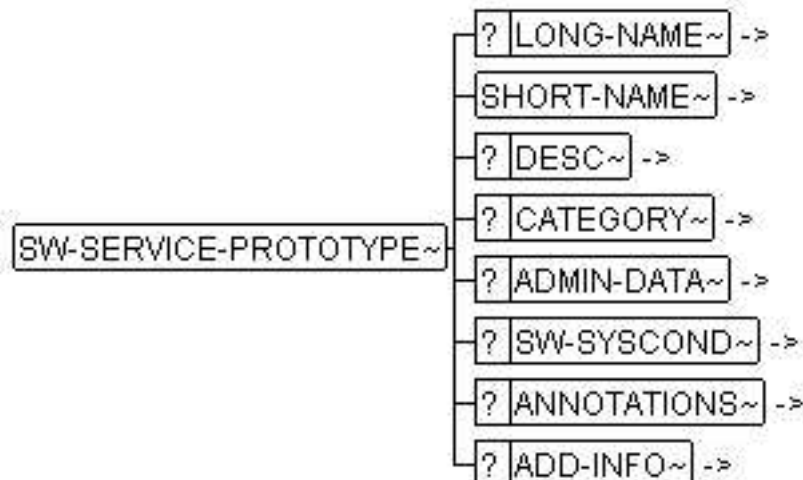 ? LONG-NAME~ ->
SHORT-NAME~ ->
? DESC~ ->
? CATEGORY~ ->
SW-SERVICE-PROTOTYPE~
? ADMIN-DATA~ ->
? SW-SYSCOND~ ->
? ANNOTATIONS~ ->
? ADD-INFO~ ->